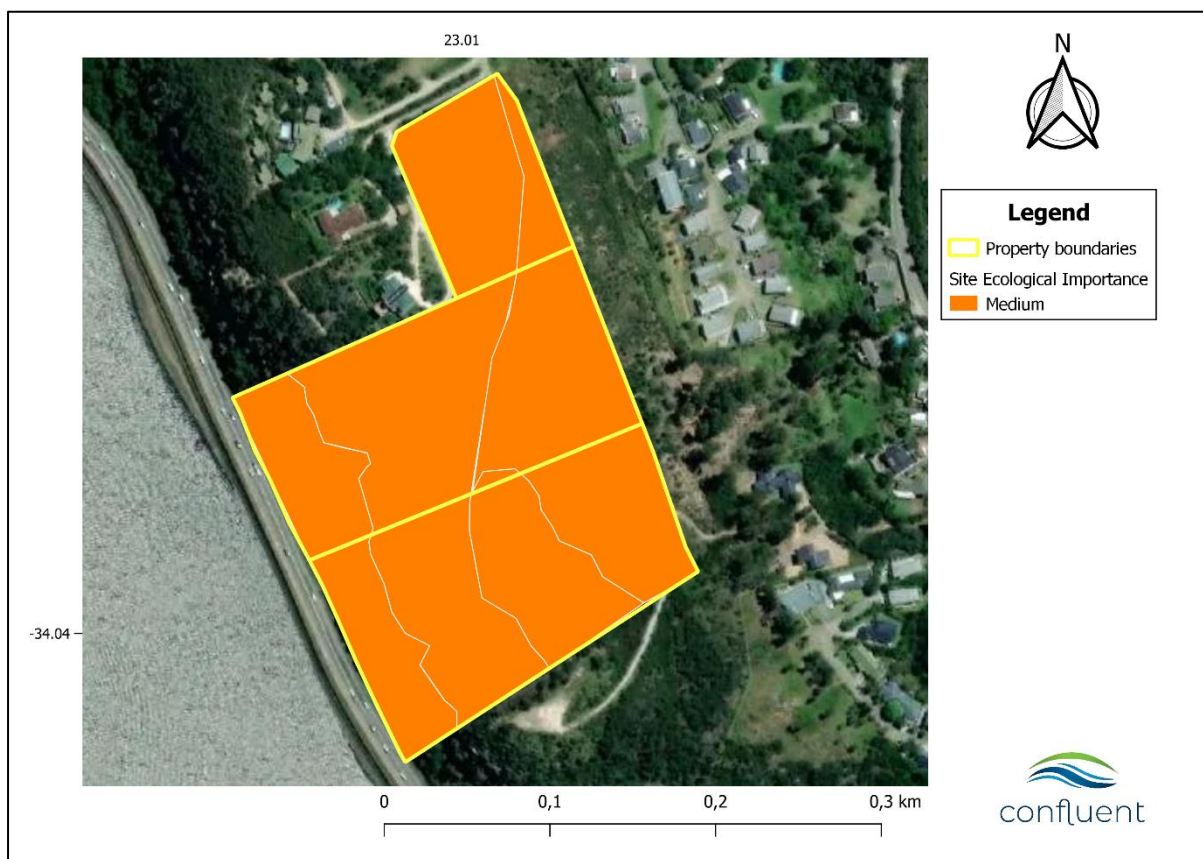 23.01
N
Legend
Property boundaries
Site Ecological Importance
Medium
-34.04
0 0,1 0,2 0,3 km
confluent